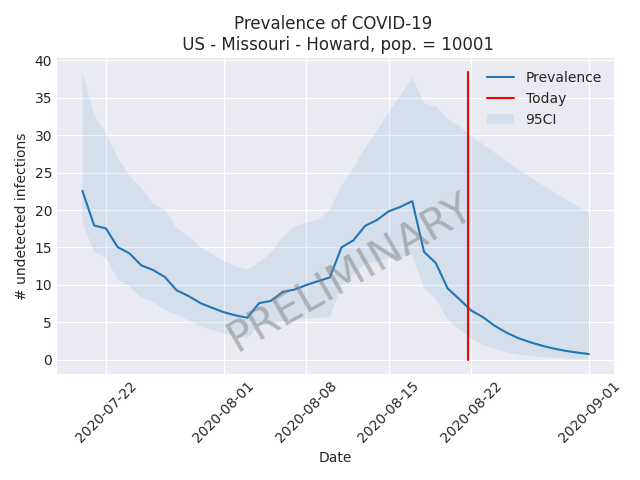 Prevalence of COVID-19
US - Missouri - Howard, pop. = 10001
# undetected infections
40
35
30
25
20
15
10
5
0
Prevalence
Today
95CI
PRELIMINARY
2020-07-22
2020-08-01
2020-08-08
2020-08-15
2020-08-22
2020-09-01
Date